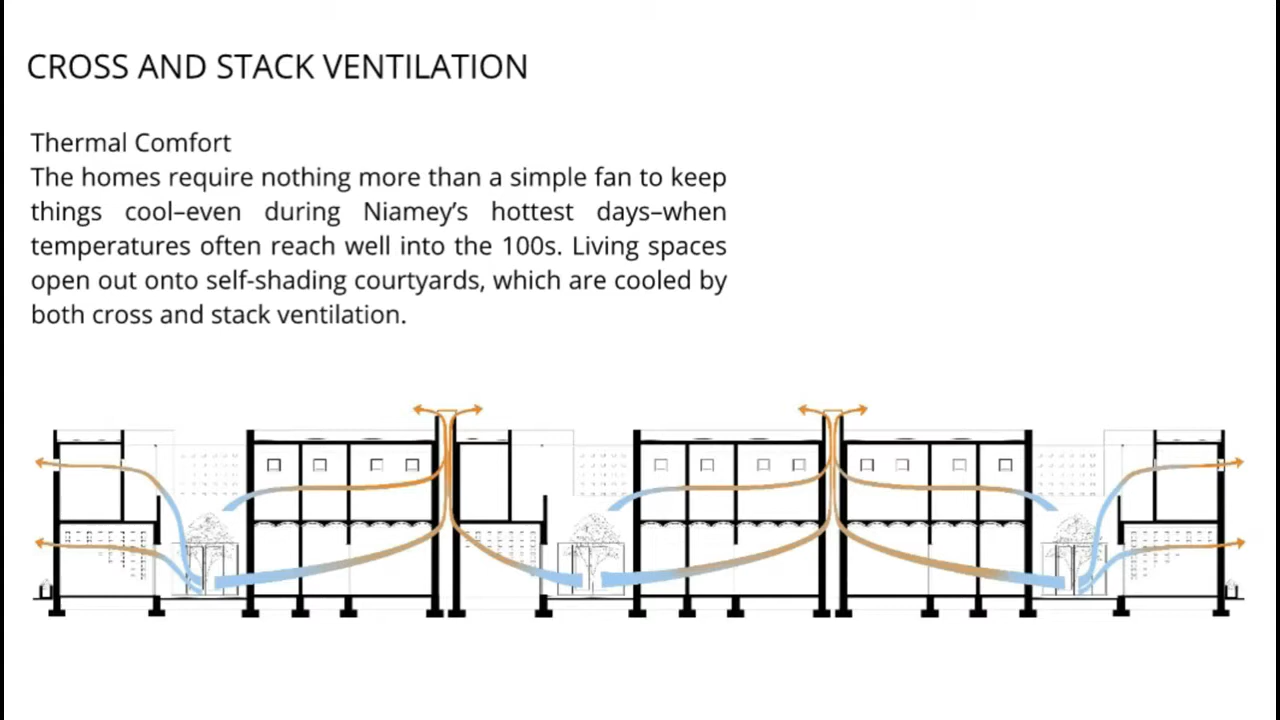 CROSS AND STACK VENTILATION
Thermal Comfort
The homes require nothing more than a simple fan to keep
things cool–even during Niamey’s hottest days–when
temperatures often reach well into the 100s. Living spaces
open out onto self-shading courtyards, which are cooled by
both cross and stack ventilation.